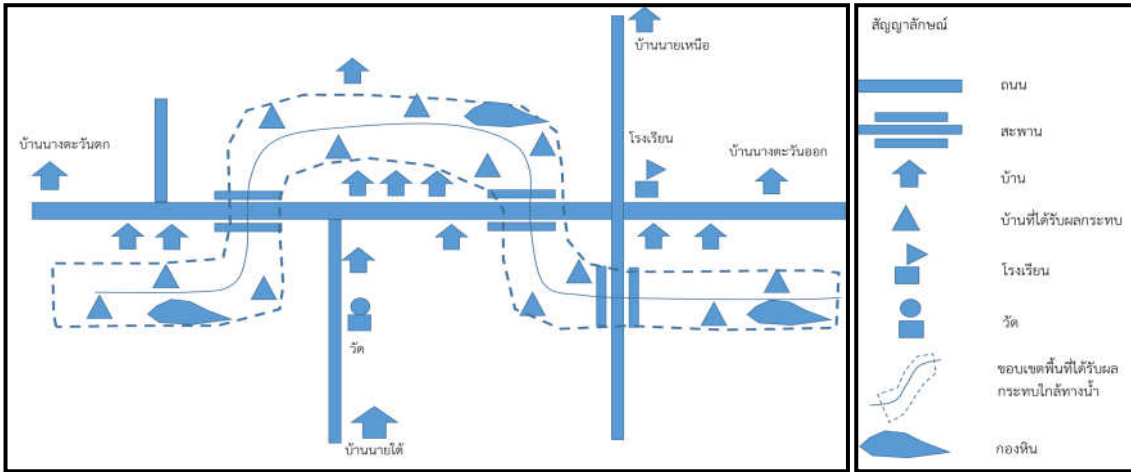 บ้านนายเหนือ
บ้านนางตะวันตก
โรงเรียน
บ้านนางตะวันออก
วัด
บ้านนายใต้
สัญญาลักษณ์
ถนน
สะพาน
บ้าน
บ้านที่ได้รับผลกระทบ
โรงเรียน
วัด
ขอบเขตพื้นที่ได้รับผล
กระทบใกล้ทางน้ำ
กองหิน